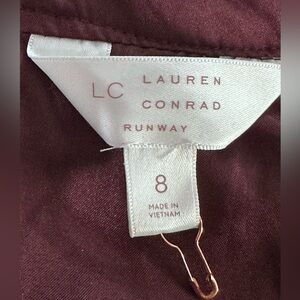 LC LAUREN
CONRAD
RUNWAY
8
MADE IN
VIETNAM